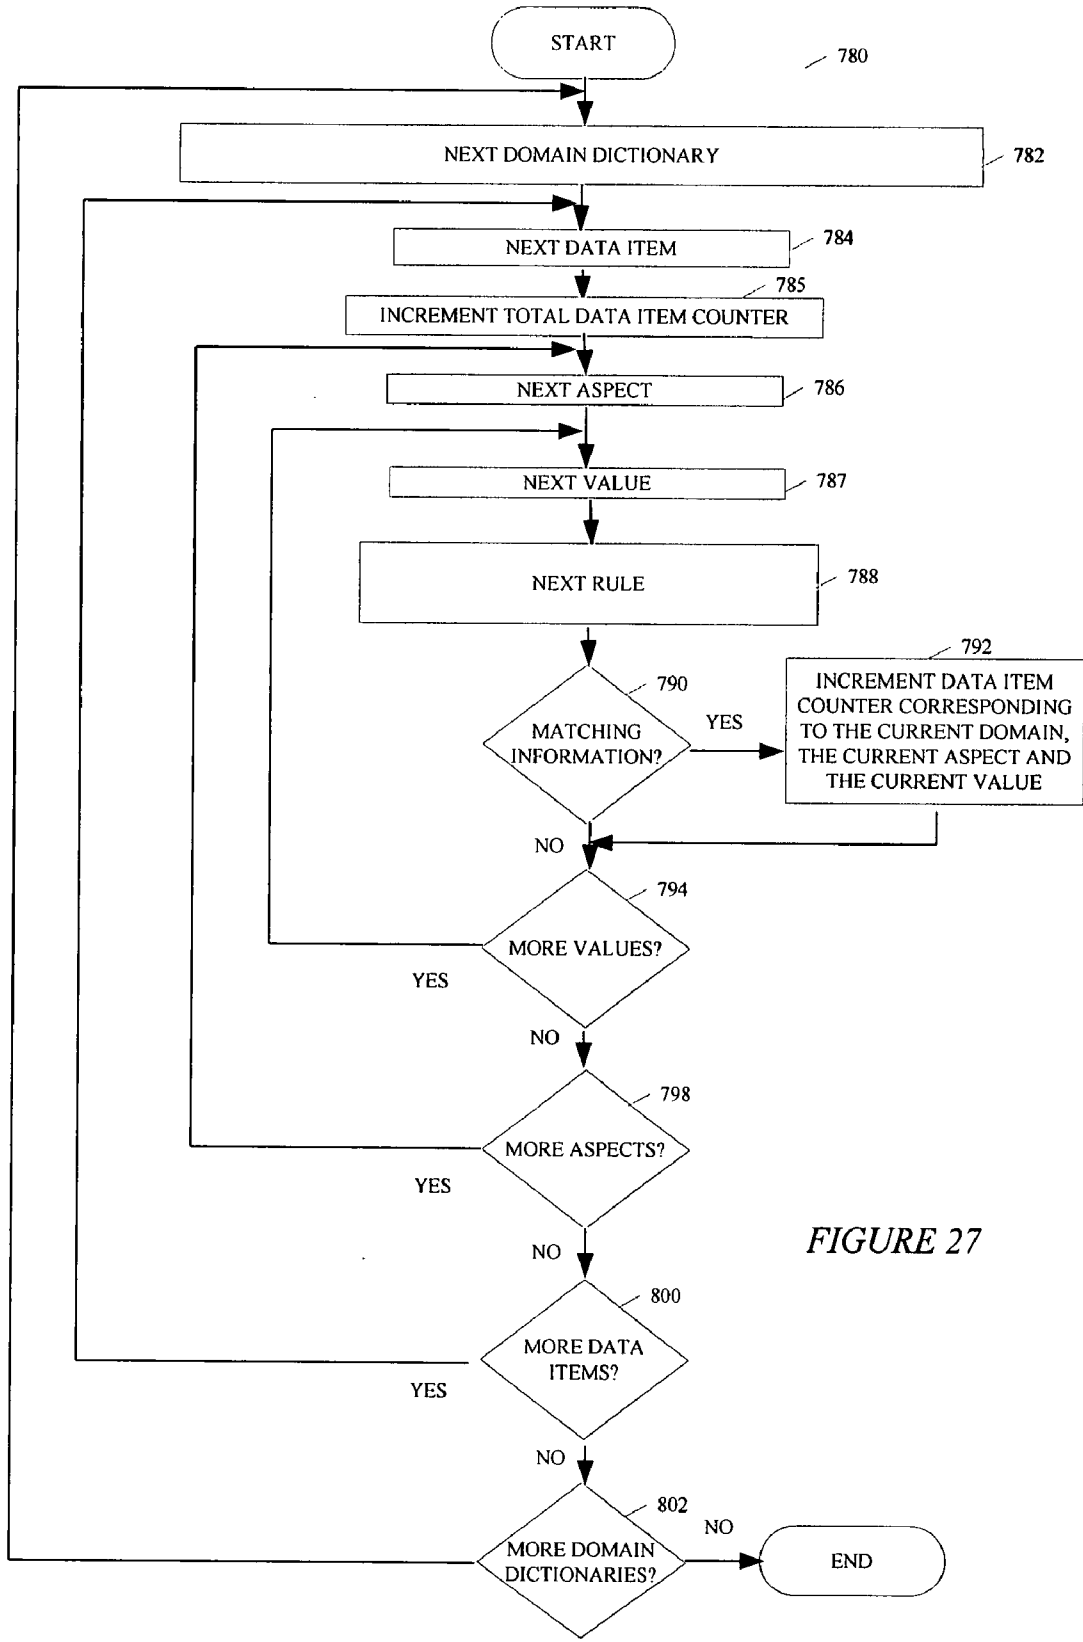 START
780
NEXT DOMAIN DICTIONARY
782
NEXT DATA ITEM
784
785
INCREMENT TOTAL DATA ITEM COUNTER
NEXT ASPECT
786
NEXT VALUE
787
NEXT RULE
788
790
MATCHING
INFORMATION?
YES
792
INCREMENT DATA ITEM
COUNTER CORRESPONDING
TO THE CURRENT DOMAIN,
THE CURRENT ASPECT AND
THE CURRENT VALUE
NO
794
MORE VALUES?
YES
NO
798
MORE ASPECTS?
YES
NO
FIGURE 27
800
MORE DATA
ITEMS?
YES
NO
802
MORE DOMAIN
DICTIONARIES?
NO
END